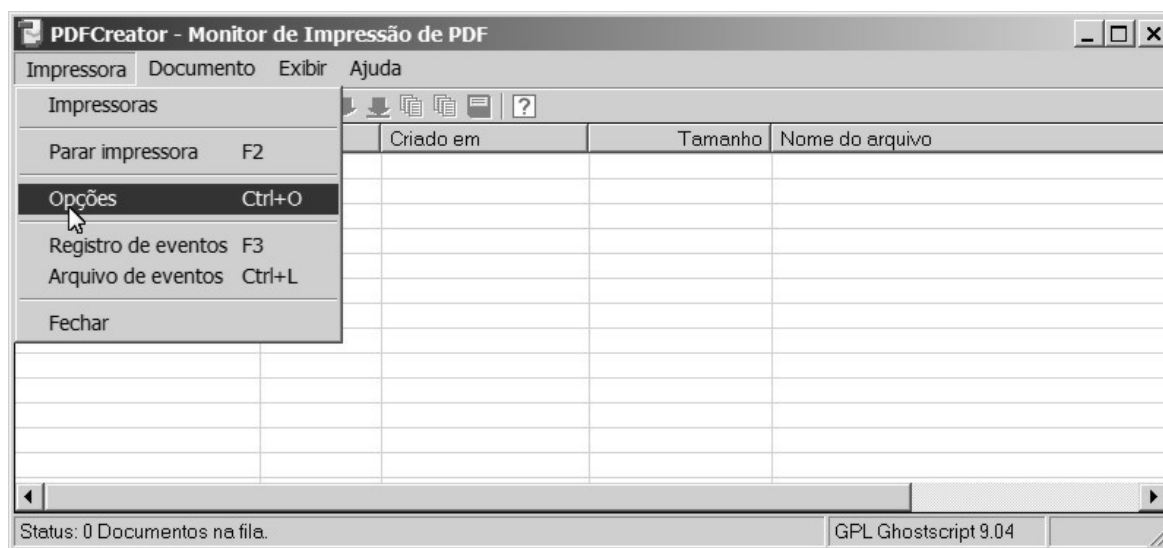 PDFCreator - Monitor de Impressão de PDF
Impressora Documento Exibir Ajuda
Impressoras
Parar impressora F2
Opções Ctrl+O
Registro de eventos F3
Arquivo de eventos Ctrl+L
Fechar
Criado em Tamanho Nome do arquivo
Status: 0 Documentos na fila. GPL Ghostscript 9.04